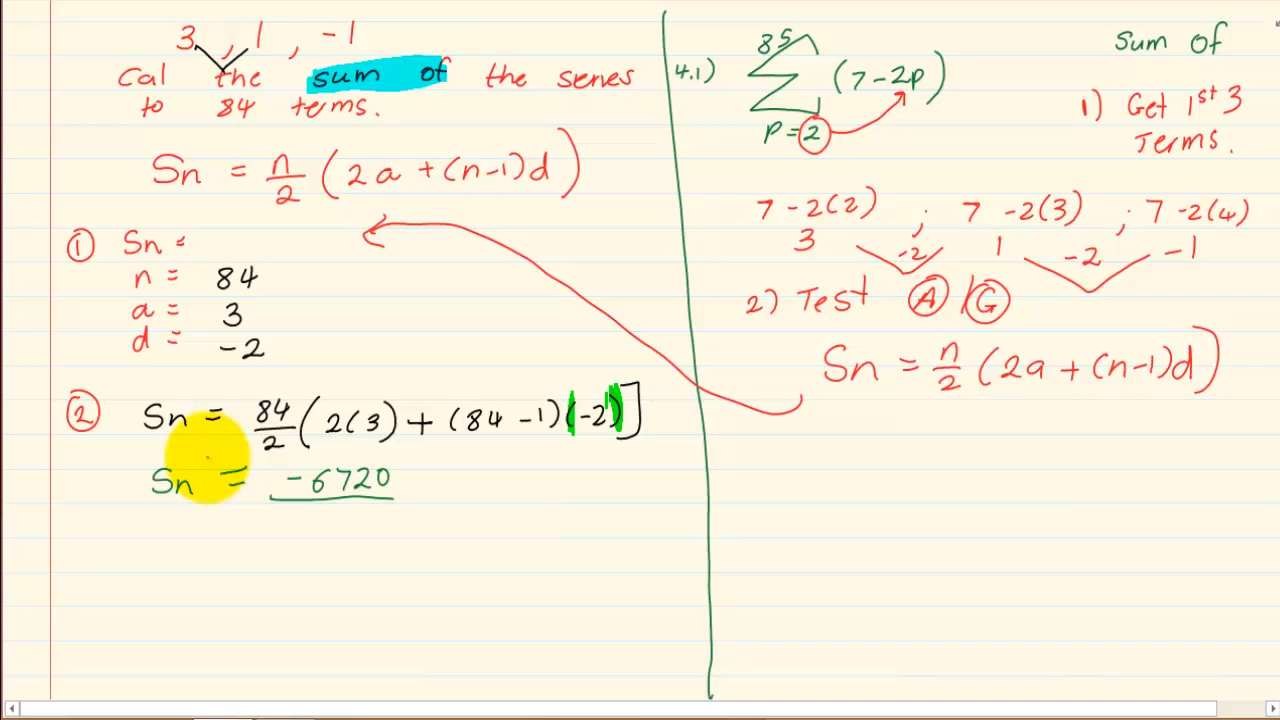 3 , 1 , -1
Cal the sum of the series
to 84 terms.
Sn = n/2 (2a + (n-1)d)
① Sn =
n = 84
a = 3
d = -2
② Sn = 84/2 (2(3) + (84 - 1)(-2)]
Sn = -6720
Sum of
85
4.1) Σ (7 - 2p)
p = 2
1) Get 1st 3
Terms.
7 - 2(2) ; 7 - 2(3) ; 7 - 2(4)
3 -2 1 -2 -1
2) Test A / G
Sn = n/2 (2a + (n-1)d)